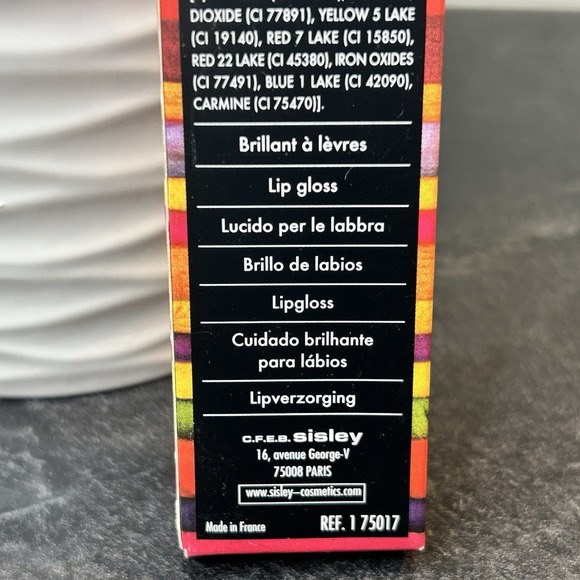 DIOXIDE (CI 77891), YELLOW 5 LAKE
(CI 19140), RED 7 LAKE (CI 15850),
RED 22 LAKE (CI 45380), IRON OXIDES
(CI 77491), BLUE 1 LAKE (CI 42090),
CARMINE (CI 75470)].
Brillant à lèvres
Lip gloss
Lucido per le labbra
Brillo de labios
Lipgloss
Cuidado brilhante
para lábios
Lipverzorging
C.F.E.B. sisley
16, avenue George-V
75008 PARIS
www.sisley-cosmetics.com
Made in France REF. 1 75017